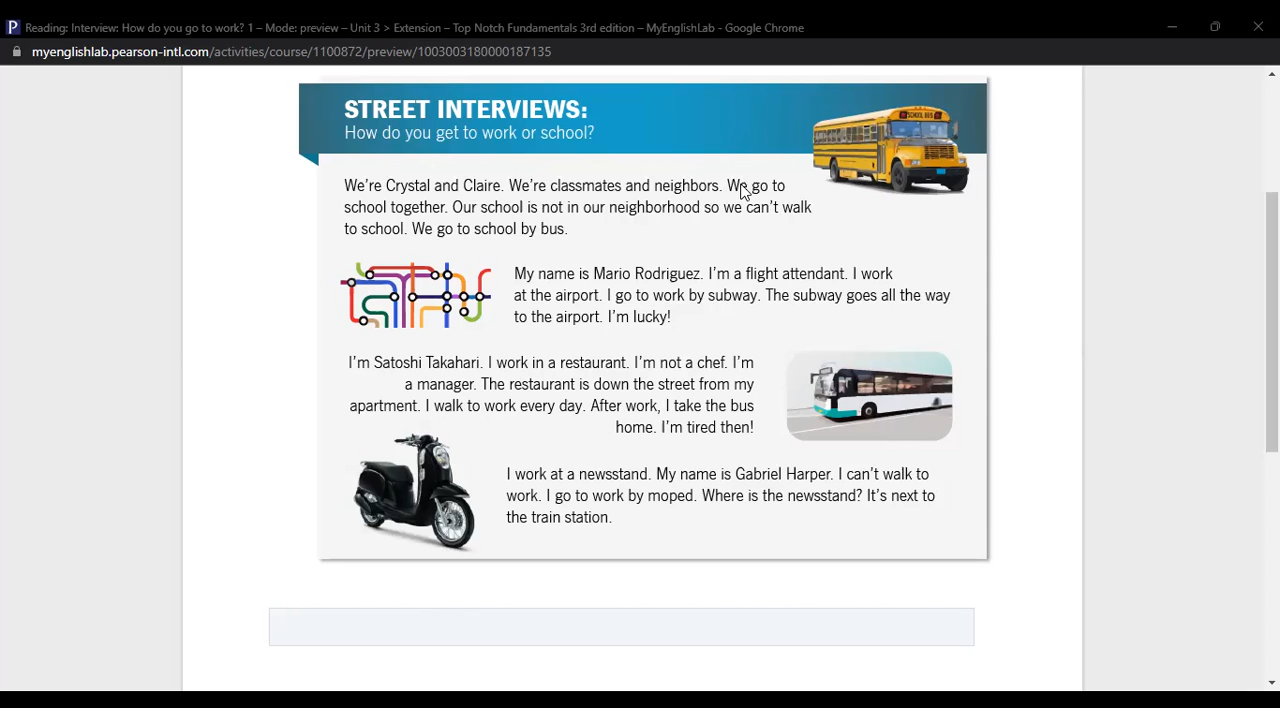 Reading: Interview: How do you go to work? 1 – Mode: preview – Unit 3 > Extension – Top Notch Fundamentals 3rd edition – MyEnglishLab - Google Chrome
myenglishlab.pearson-intl.com/activities/course/1100872/preview/1003003180000187135
STREET INTERVIEWS:
How do you get to work or school?
SCHOOL BUS
We're Crystal and Claire. We're classmates and neighbors. We go to
school together. Our school is not in our neighborhood so we can't walk
to school. We go to school by bus.
My name is Mario Rodriguez. I'm a flight attendant. I work
at the airport. I go to work by subway. The subway goes all the way
to the airport. I'm lucky!
I'm Satoshi Takahari. I work in a restaurant. I'm not a chef. I'm
a manager. The restaurant is down the street from my
apartment. I walk to work every day. After work, I take the bus
home. I'm tired then!
I work at a newsstand. My name is Gabriel Harper. I can't walk to
work. I go to work by moped. Where is the newsstand? It's next to
the train station.